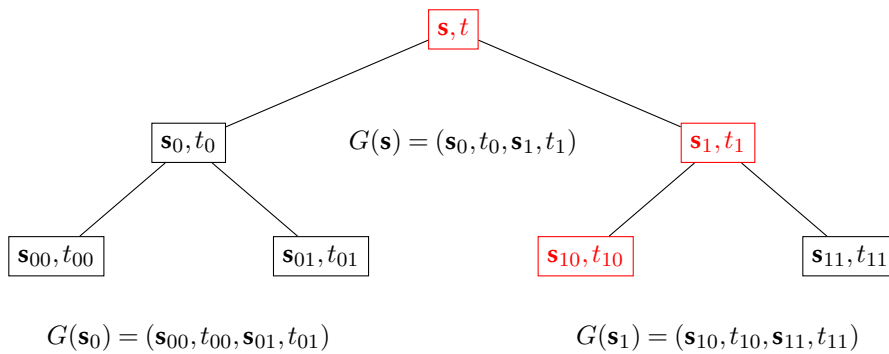 s, t
s₀, t₀ G(s) = (s₀, t₀, s₁, t₁) s₁, t₁
s₀₀, t₀₀ s₀₁, t₀₁ s₁₀, t₁₀ s₁₁, t₁₁
G(s₀) = (s₀₀, t₀₀, s₀₁, t₀₁) G(s₁) = (s₁₀, t₁₀, s₁₁, t₁₁)